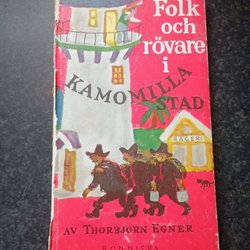 Folk
och
rövare
i
KAMOMILLA
STAD
BAGERI
AV THORBJØRN EGNER
BONNIERS